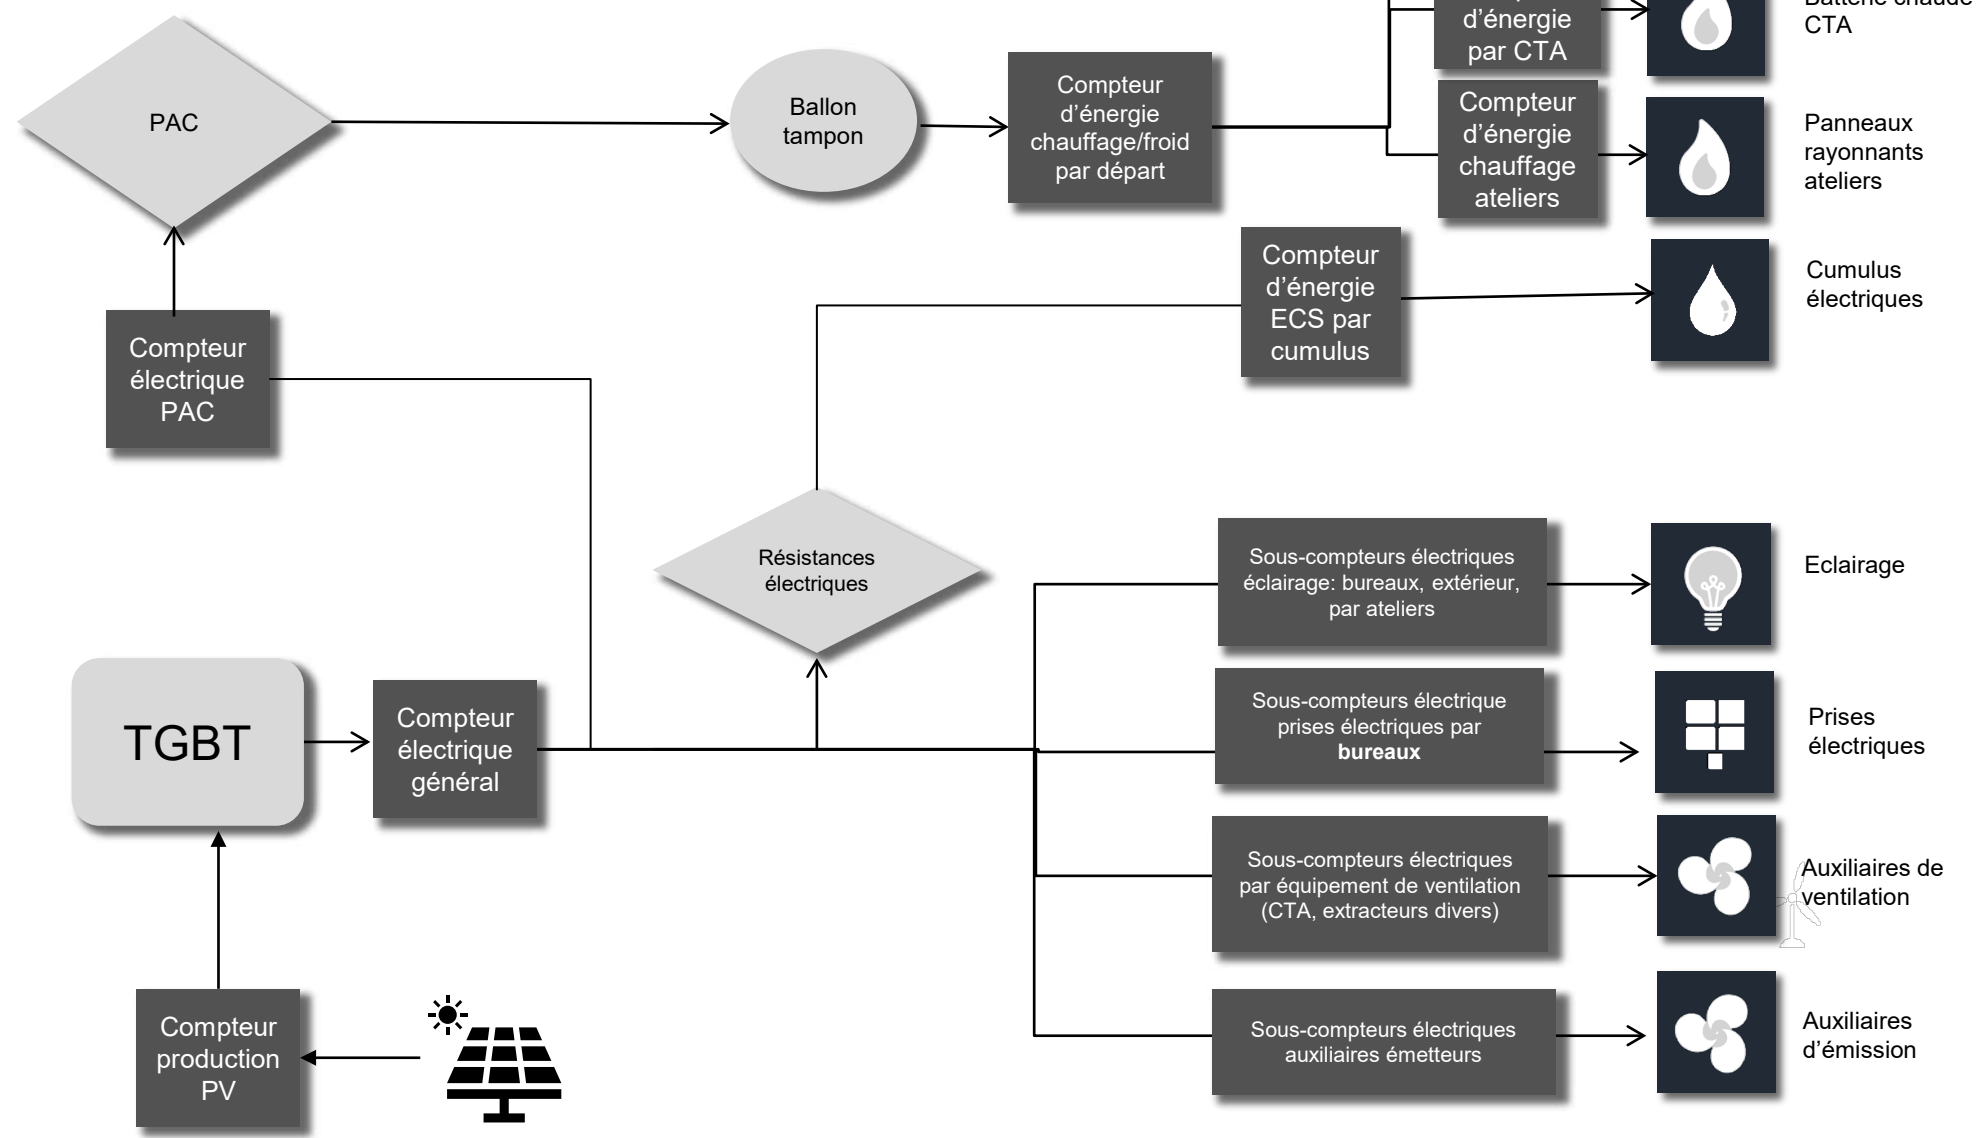 d’énergie
par CTA
CTA
PAC
Ballon
tampon
Compteur
d’énergie
chauffage/froid
par départ
Compteur
d’énergie
chauffage
ateliers
Panneaux
rayonnants
ateliers
Compteur
d’énergie
ECS par
cumulus
Cumulus
électriques
Compteur
électrique
PAC
Résistances
électriques
Sous-compteurs électriques
éclairage: bureaux, extérieur,
par ateliers
Eclairage
TGBT
Compteur
électrique
général
Sous-compteurs électrique
prises électriques par
bureaux
Prises
électriques
Sous-compteurs électriques
par équipement de ventilation
(CTA, extracteurs divers)
Auxiliaires de
ventilation
Compteur
production
PV
Sous-compteurs électriques
auxiliaires émetteurs
Auxiliaires
d’émission